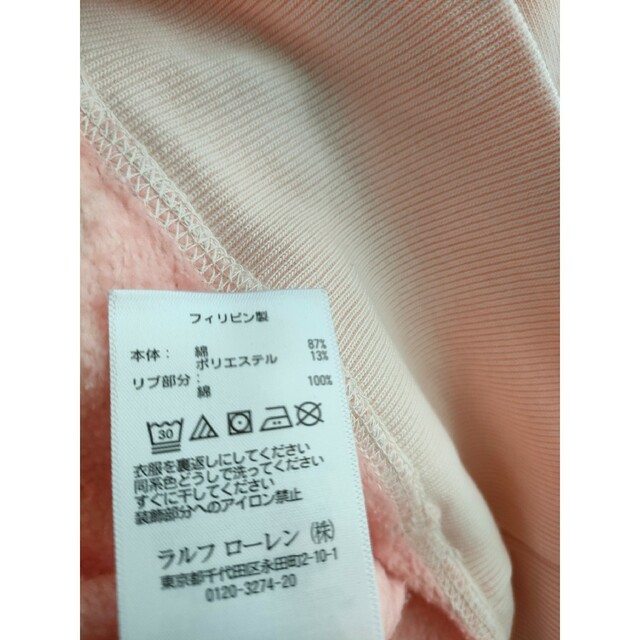 フィリピン製
本体： 綿 87%
ポリエステル 13%
リブ部分：
綿 100%
30
衣服を裏返しにしてください
同系色どうしで洗ってください
すぐに干してください
装飾部分へのアイロン禁止
ラルフ ローレン (株)
東京都千代田区永田町2-10-1
0120-3274-20